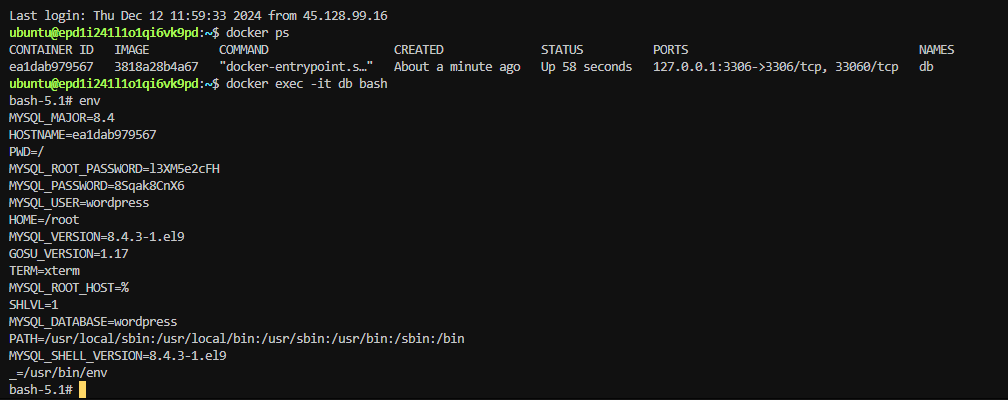 Last login: Thu Dec 12 11:59:33 2024 from 45.128.99.16
ubuntu@epd1i241l1o1qi6vk9pd:~$ docker ps
CONTAINER ID   IMAGE          COMMAND                  CREATED              STATUS          PORTS                                 NAMES
ea1dab979567   3818a28b4a67   "docker-entrypoint.s…"   About a minute ago   Up 58 seconds   127.0.0.1:3306->3306/tcp, 33060/tcp   db
ubuntu@epd1i241l1o1qi6vk9pd:~$ docker exec -it db bash
bash-5.1# env
MYSQL_MAJOR=8.4
HOSTNAME=ea1dab979567
PWD=/
MYSQL_ROOT_PASSWORD=l3XM5e2cFH
MYSQL_PASSWORD=8Sqak8CnX6
MYSQL_USER=wordpress
HOME=/root
MYSQL_VERSION=8.4.3-1.el9
GOSU_VERSION=1.17
TERM=xterm
MYSQL_ROOT_HOST=%
SHLVL=1
MYSQL_DATABASE=wordpress
PATH=/usr/local/sbin:/usr/local/bin:/usr/sbin:/usr/bin:/sbin:/bin
MYSQL_SHELL_VERSION=8.4.3-1.el9
_=/usr/bin/env
bash-5.1#